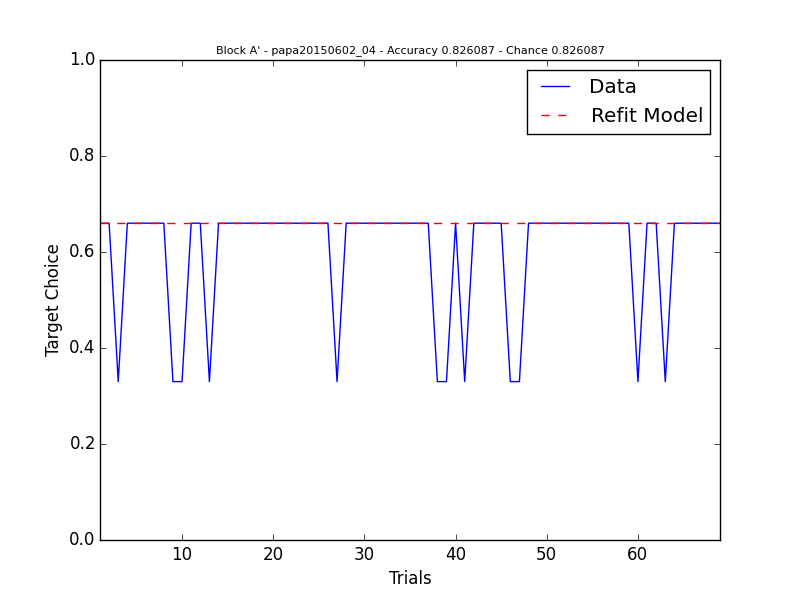 Block A' - papa20150602_04 - Accuracy 0.826087 - Chance 0.826087
1.0
Data
Refit Model
0.8
0.6
Target Choice
0.4
0.2
0.0
10 20 30 40 50 60
Trials